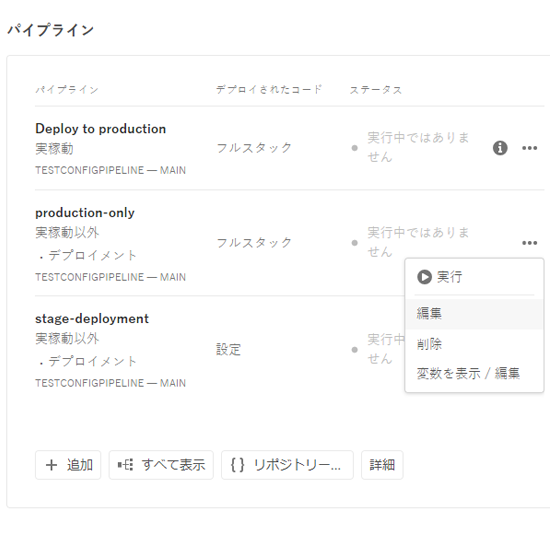 パイプライン
パイプライン デプロイされたコード ステータス
Deploy to production
実稼動
TESTCONFIGPIPELINE — MAIN
フルスタック
実行中ではありま
せん
production-only
実稼動以外
・デプロイメント
TESTCONFIGPIPELINE — MAIN
フルスタック
実行中ではありま
せん
実行
編集
削除
変数を表示 / 編集
stage-deployment
実稼動以外
・デプロイメント
TESTCONFIGPIPELINE — MAIN
設定
実行中
せん
追加 すべて表示 リポジトリー... 詳細